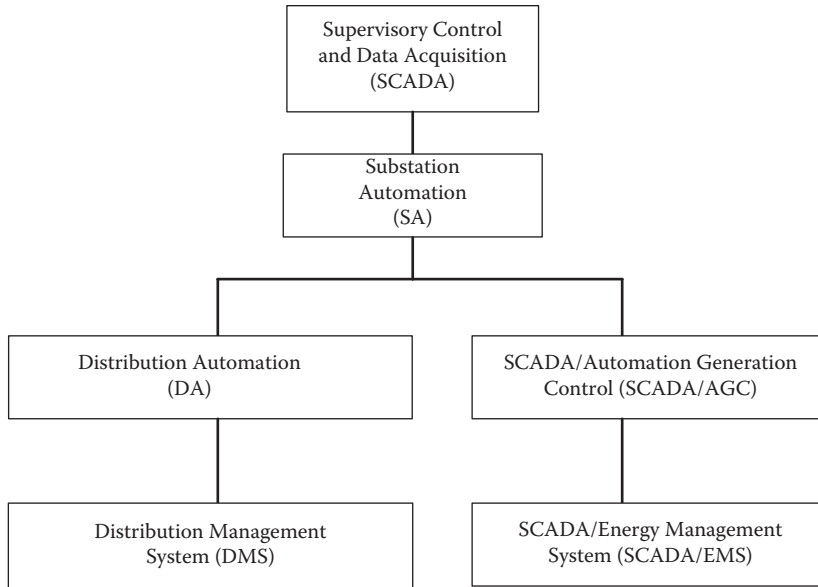 Supervisory Control
and Data Acquisition
(SCADA)
Substation
Automation
(SA)
Distribution Automation
(DA)
SCADA/Automation Generation
Control (SCADA/AGC)
Distribution Management
System (DMS)
SCADA/Energy Management
System (SCADA/EMS)